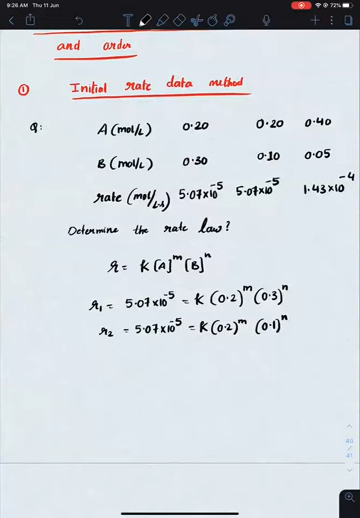 9:26 AM Thu 11 Jun
72%
and order
① Initial rate data method
Q: A (mol/L) 0.20 0.20 0.40
B (mol/L) 0.30 0.10 0.05
rate (mol/L.s) 5.07×10⁻⁵ 5.07×10⁻⁵ 1.43×10⁻⁴
Determine the rate law?
r = K[A]ᵐ[B]ⁿ
r₁ = 5.07×10⁻⁵ = K(0.2)ᵐ (0.3)ⁿ
r₂ = 5.07×10⁻⁵ = K(0.2)ᵐ (0.1)ⁿ
40
41